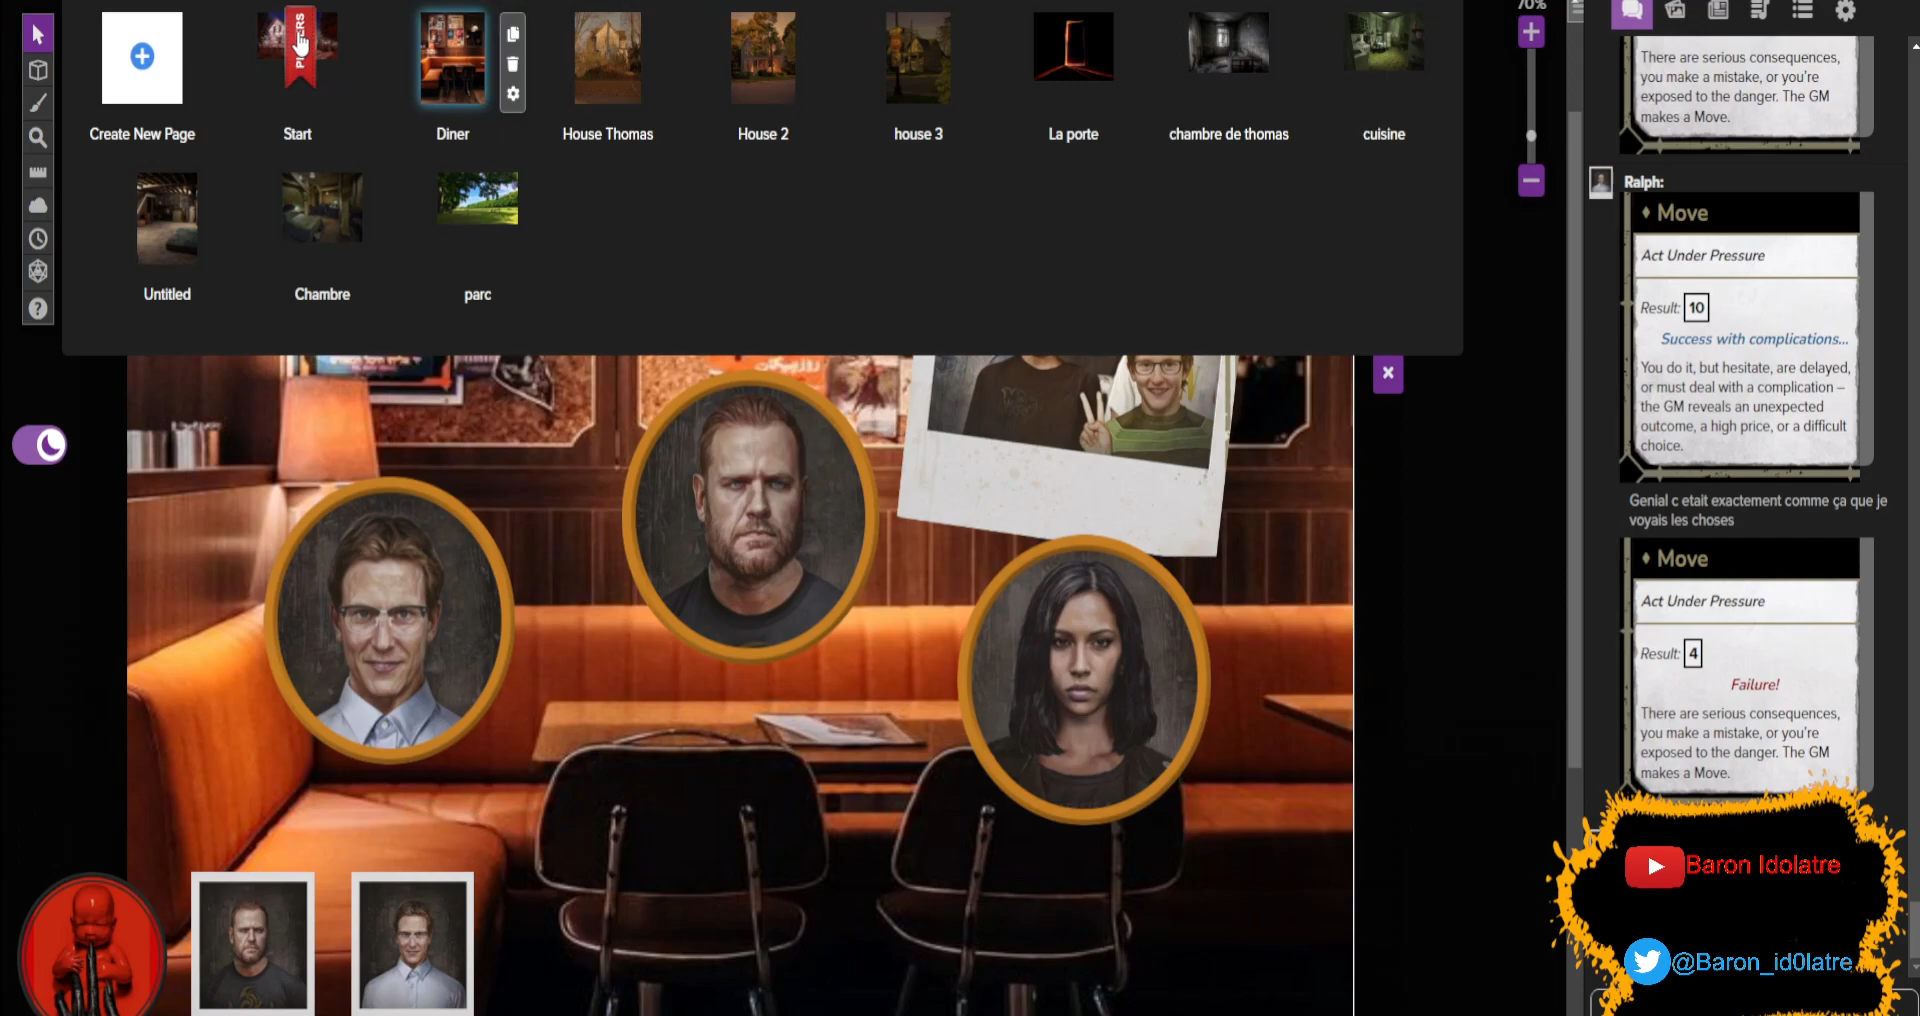 Create New Page
Start
Diner
House Thomas
House 2
house 3
La porte
chambre de thomas
cuisine
Untitled
Chambre
parc
70%
There are serious consequences,
you make a mistake, or you're
exposed to the danger. The GM
makes a Move.
Ralph:
Move
Act Under Pressure
Result: 10
Success with complications...
You do it, but hesitate, are delayed,
or must deal with a complication –
the GM reveals an unexpected
outcome, a high price, or a difficult
choice.
Genial c etait exactement comme ça que je
voyais les choses
Move
Act Under Pressure
Result: 4
Failure!
There are serious consequences,
you make a mistake, or you're
exposed to the danger. The GM
makes a Move.
Baron Idolatre
@Baron_id0latre